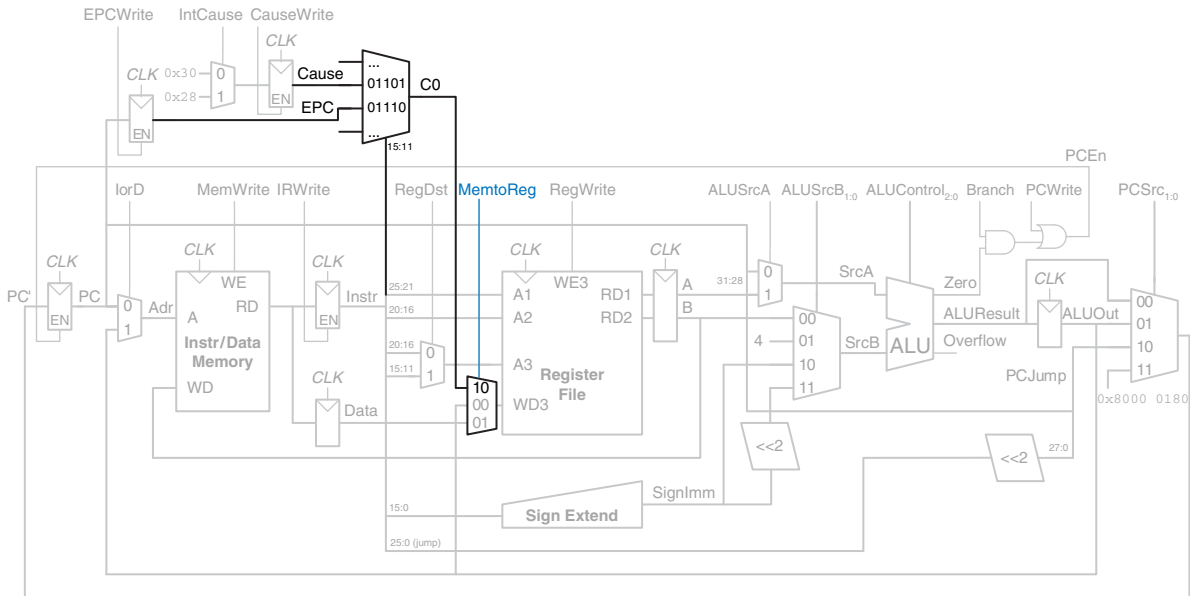 EPCWrite IntCause CauseWrite
CLK
...
CLK 0x30 0 Cause 01101 C0
0x28 1 EN EPC 01110
EN ...
15:11
PCEn
IorD MemWrite IRWrite RegDst MemtoReg RegWrite ALUSrcA ALUSrcB1:0 ALUControl2:0 Branch PCWrite PCSrc1:0
CLK CLK CLK CLK CLK
CLK
WE WE3 31:28 0 SrcA Zero
PC' PC 0 Adr A RD Instr 25:21 A1 RD1 A 1 00
EN 1 EN 20:16 A2 RD2 B 00 ALUResult ALUOut 01
Instr/Data Memory 4 01 SrcB ALU Overflow 10
20:16 0 A3 10 PCJump 11
15:11 1 Register File 11 0x8000 0180
WD CLK 10
Data 00 WD3
01
<<2 <<2 27:0
SignImm
15:0 Sign Extend
25:0 (jump)